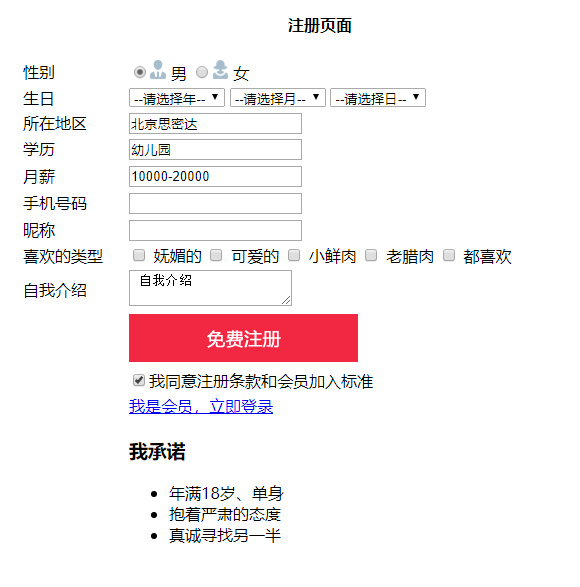 注册页面
性别 男 女
生日 --请选择年-- --请选择月-- --请选择日--
所在地区 北京思密达
学历 幼儿园
月薪 10000-20000
手机号码
昵称
喜欢的类型 妩媚的 可爱的 小鲜肉 老腊肉 都喜欢
自我介绍 自我介绍
免费注册
我同意注册条款和会员加入标准
我是会员，立即登录
我承诺
年满18岁、单身
抱着严肃的态度
真诚寻找另一半